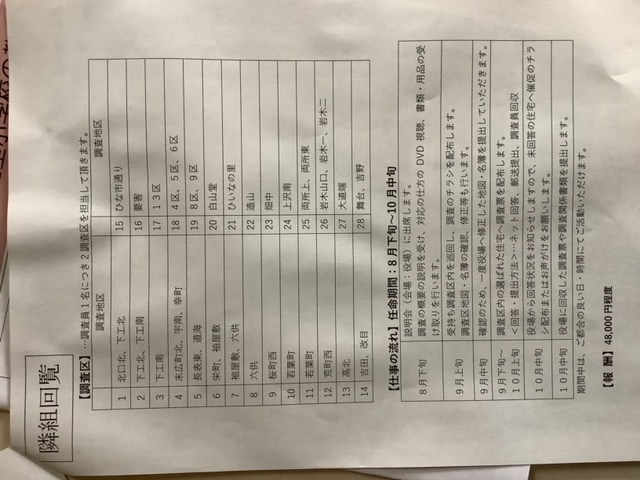 隣組回覧
【調査区】…調査員1名につき2調査区を担当して頂きます。
調査地区
1 北口北、下工北
2 下工北、下工南
3 下工南
4 末広町北、宇南、幸町
5 長表東、道海
6 栄町、袖屋敷
7 袖屋敷、六供
8 六供
9 桜町西
10 若葉町
11 若葉町
12 荒町西
13 高北
14 吉田、改目
調査地区
15 ひな市通り
16 要害
17 13区
18 4区、5区、6区
19 8区、9区
20 白山堂
21 ひいなの里
22 造山
23 畑中
24 上沢南
25 両所上、両所東
26 岩木山口、岩木一、岩木二
27 大道端
28 舞台、吉野
【仕事の流れ】任命期間：8月下旬～10月中旬
8月下旬
説明会（会場：役場）に出席します。
調査の概要の説明を受け、対応の仕方の DVD 視聴、書類・用品の受
け取りを行います。
9月上旬
受持ち調査区内を巡回し、調査のチラシを配布します。
調査区地図・名簿の確認、修正等も行います。
9月中旬
確認のため、一度役場へ修正した地図・名簿を提出していただきます。
9月下旬～
10月上旬
調査区内の選ばれた住宅へ調査票を配布します。
＜回答・提出方法＞…ネット回答、郵送提出、調査員回収
10月中旬
役場から回答状況をお知らせしますので、未回答の住宅へ催促のチラ
シ配布またはお声がけをお願いします。
10月中旬
役場に回収した調査票や調査関係書類を提出します。
期間中は、ご都合の良い日・時間にてご活動いただけます。
【報 酬】48,000 円程度